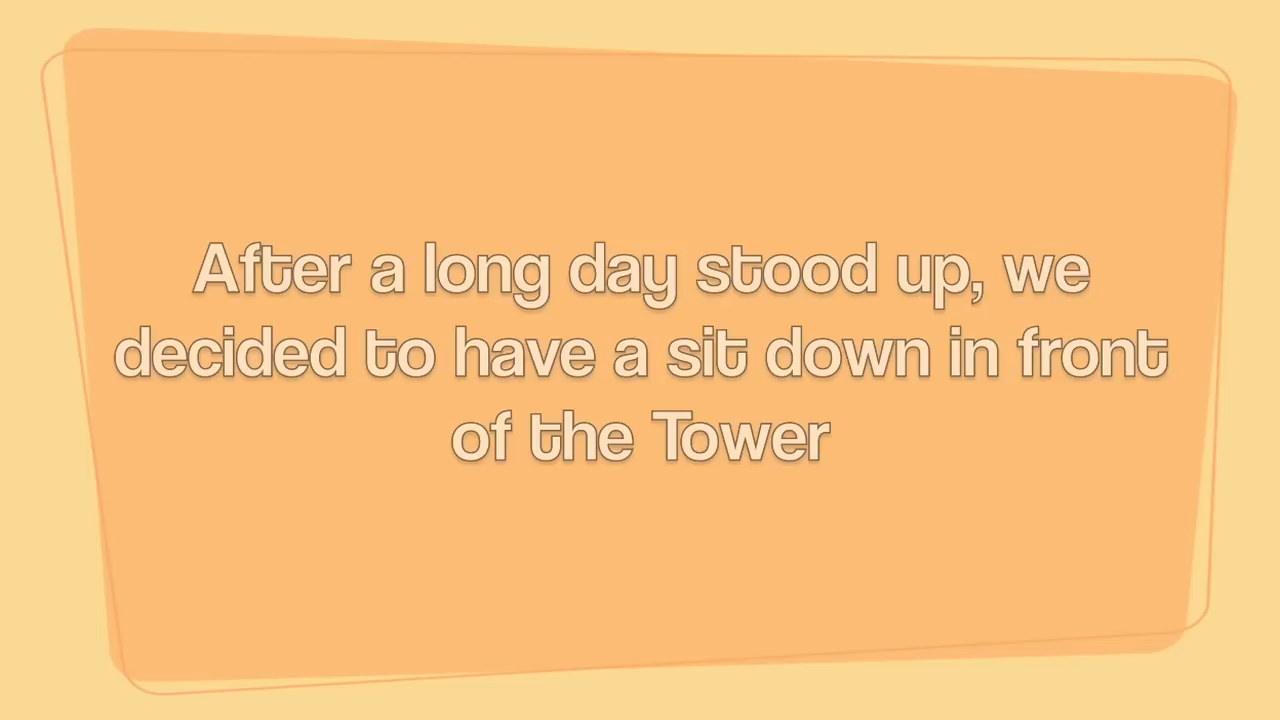 After a long day stood up, we
decided to have a sit down in front
of the Tower